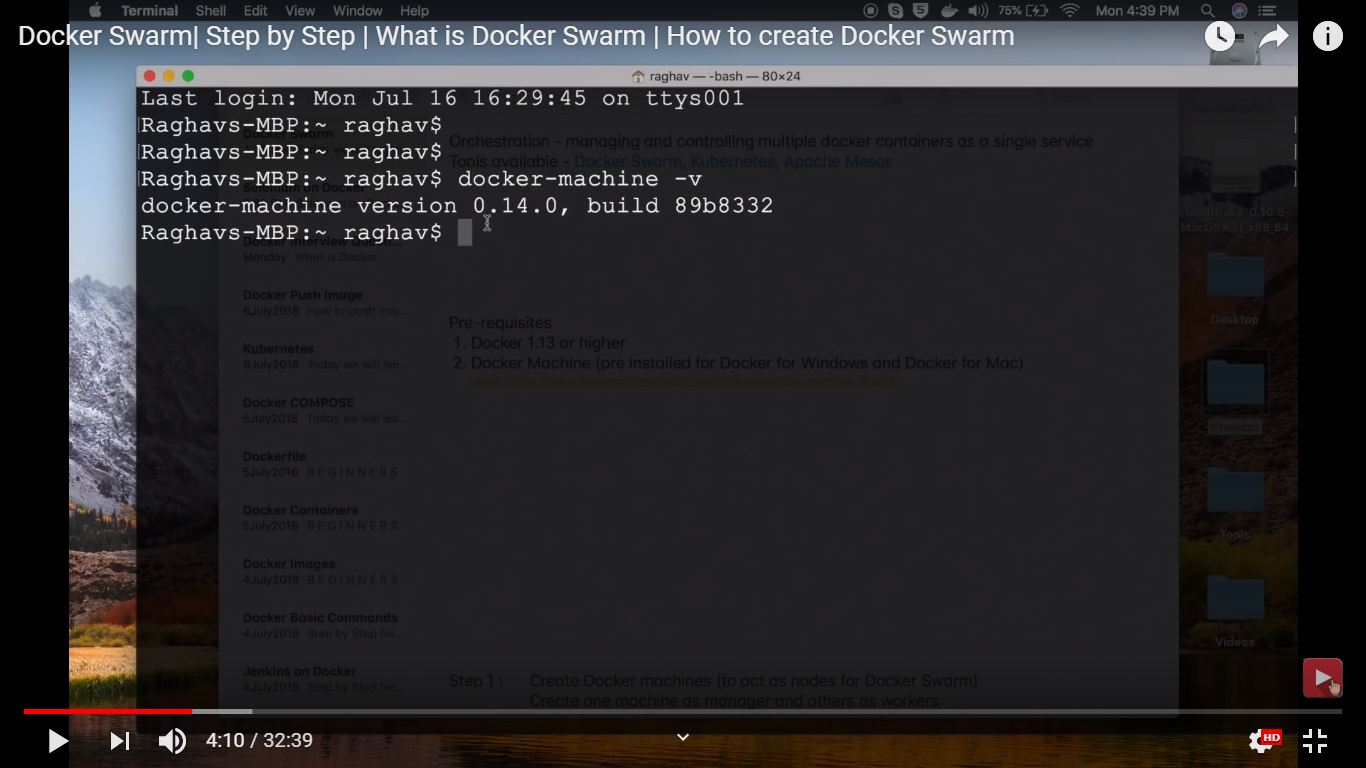 Terminal Shell Edit View Window Help 75% Mon 4:39 PM
Docker Swarm| Step by Step | What is Docker Swarm | How to create Docker Swarm
raghav — -bash — 80×24
Last login: Mon Jul 16 16:29:45 on ttys001
Raghavs-MBP:~ raghav$
Raghavs-MBP:~ raghav$
Raghavs-MBP:~ raghav$ docker-machine -v
docker-machine version 0.14.0, build 89b8332
Raghavs-MBP:~ raghav$
Docker Swarm
Orchestration - managing and controlling multiple docker containers as a single service
Tools available - Docker Swarm, Kubernetes, Apache Mesos
Selenium on Docker
Docker Interview
Monday What is Docker
Docker Push Image
6July2018 How to push ima...
Kubernetes
6July2018 Today we will lea...
Docker COMPOSE
5July2018 Today we will lea...
Dockerfile
5July2018 B E G I N N E R S
Docker Containers
5July2018 B E G I N N E R S
Docker Images
4July2018 B E G I N N E R S
Docker Basic Commands
4July2018 Step by Step for...
Jenkins on Docker
4July2018 Step by Step for...
Pre-requisites
1. Docker 1.13 or higher
2. Docker Machine (pre installed for Docker for Windows and Docker for Mac)
Step 1 : Create Docker machines (to act as nodes for Docker Swarm)
Create one machine as manager and others as workers
HandBrake-0.10.5-
Desktop
Projects
Tools
Videos
4:10 / 32:39
HD